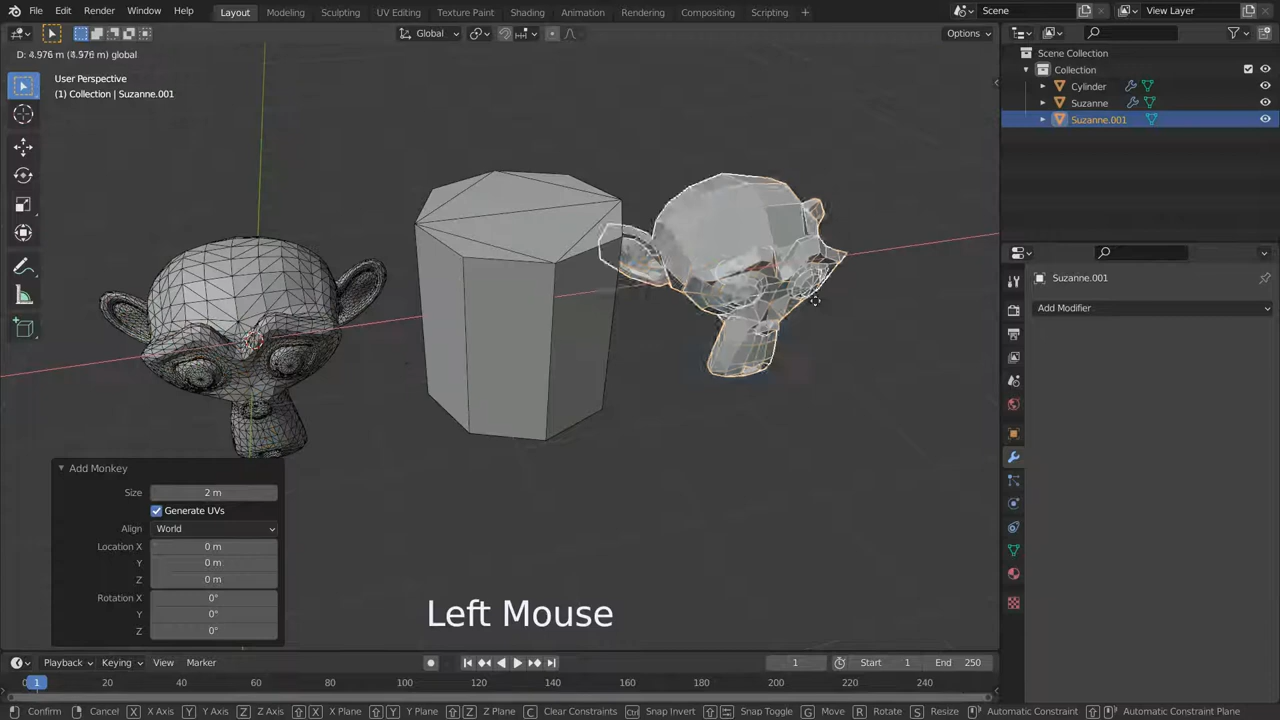 File Edit Render Window Help Layout Modeling Sculpting UV Editing Texture Paint Shading Animation Rendering Compositing Scripting + Scene View Layer
Global Options
D: 4.976 m (4.976 m) global
User Perspective
(1) Collection | Suzanne.001
Scene Collection
Collection
Cylinder
Suzanne
Suzanne.001
Suzanne.001
Add Modifier
Add Monkey
Size 2 m
Generate UVs
Align World
Location X 0 m
Y 0 m
Z 0 m
Rotation X 0°
Y 0°
Z 0°
Left Mouse
Playback Keying View Marker 1 Start 1 End 250
1 20 40 60 80 100 120 140 160 180 200 220 240
Confirm Cancel X X Axis Y Y Axis Z Z Axis X X Plane Y Y Plane Z Z Plane C Clear Constraints Ctrl Snap Invert Snap Toggle G Move R Rotate S Resize Automatic Constraint Automatic Constraint Plane